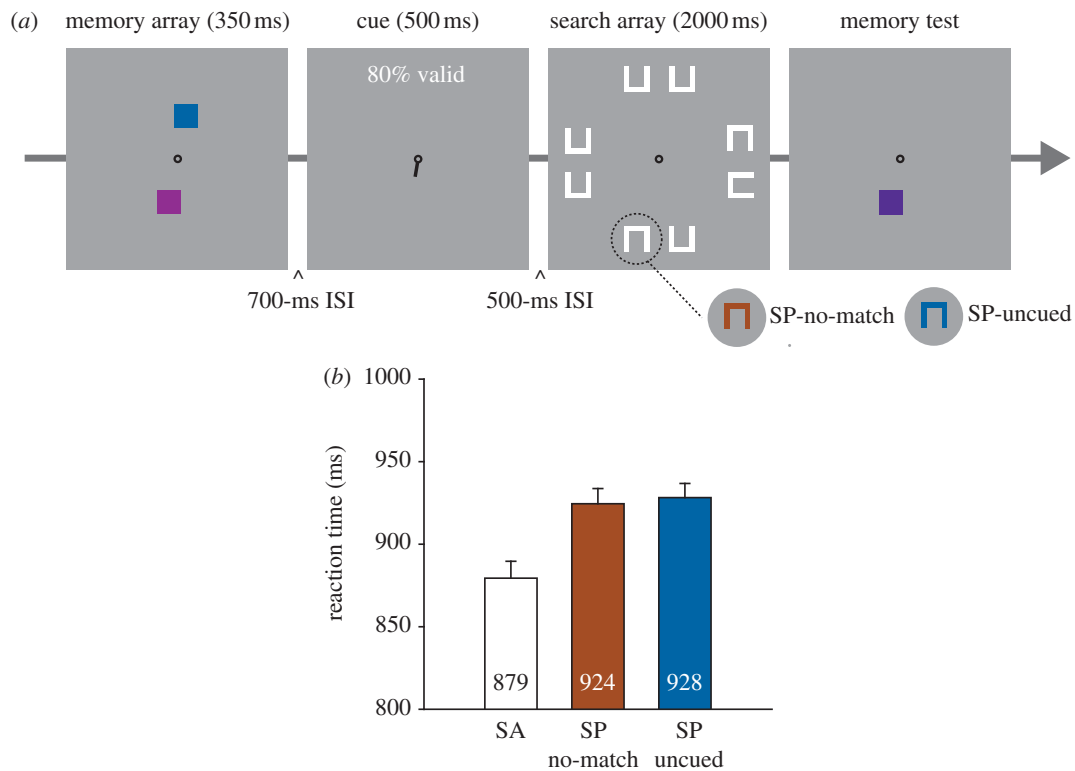 (a) memory array (350 ms) cue (500 ms) search array (2000 ms) memory test
80% valid
^ ^
700-ms ISI 500-ms ISI
SP-no-match SP-uncued
(b)
1000
950
900
850
800
reaction time (ms)
879 924 928
SA SP SP
no-match uncued